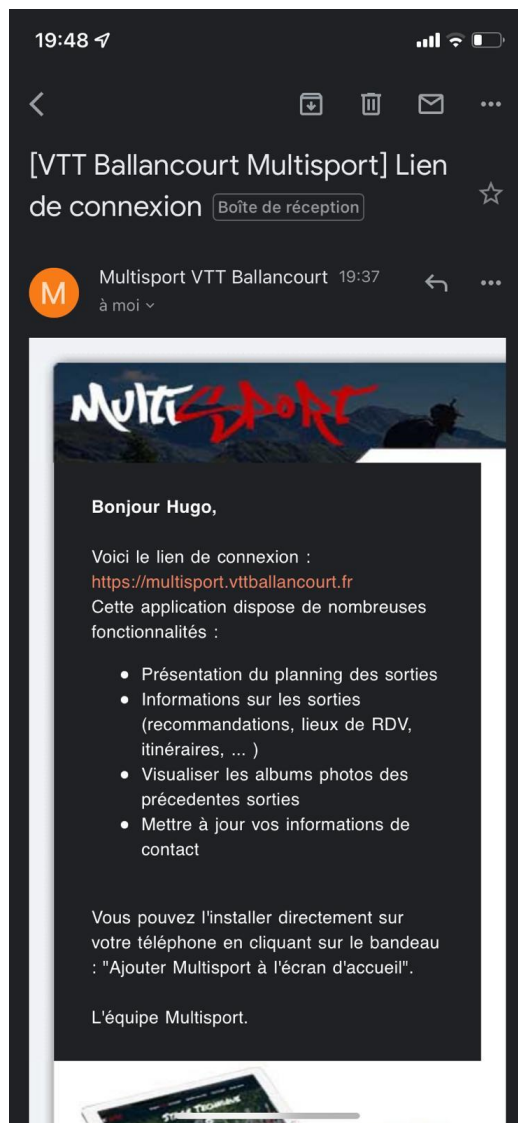 19:48
[VTT Ballancourt Multisport] Lien
de connexion Boîte de réception
M
Multisport VTT Ballancourt 19:37
à moi
MULTISPORT
Bonjour Hugo,
Voici le lien de connexion :
https://multisport.vttballancourt.fr
Cette application dispose de nombreuses
fonctionnalités :
Présentation du planning des sorties
Informations sur les sorties
(recommandations, lieux de RDV,
itinéraires, ... )
Visualiser les albums photos des
précedentes sorties
Mettre à jour vos informations de
contact
Vous pouvez l'installer directement sur
votre téléphone en cliquant sur le bandeau
: "Ajouter Multisport à l'écran d'accueil".
L'équipe Multisport.
STAGE TECHNIQUE